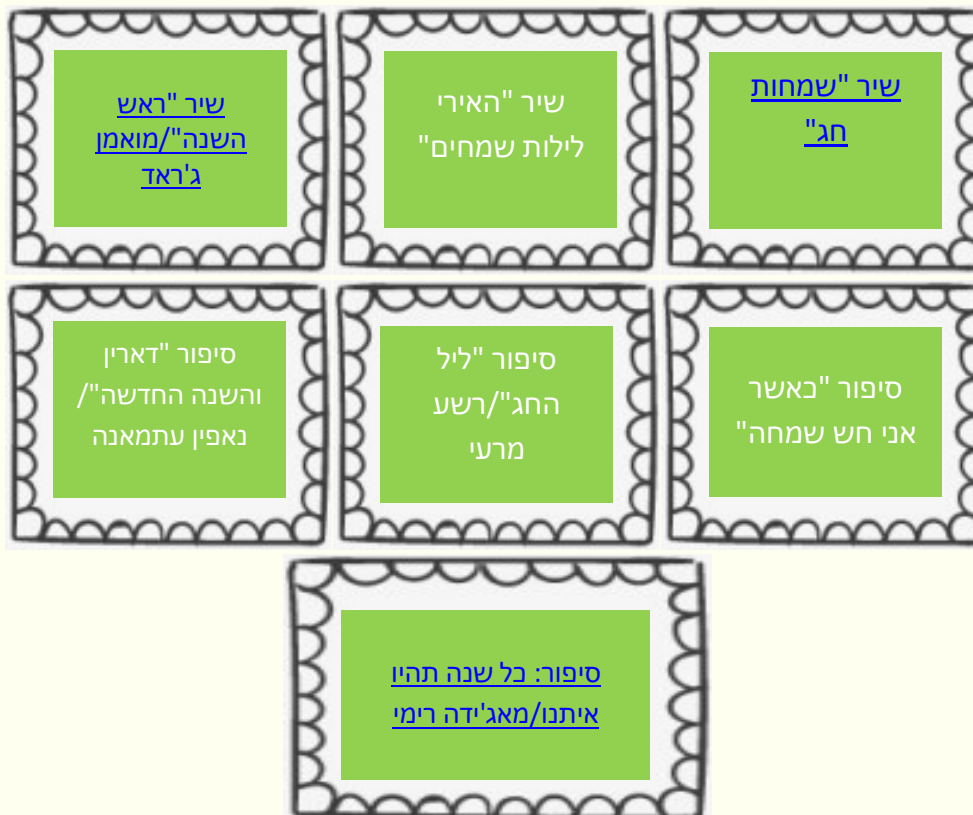 שיר "שמחות
חג"
שיר "האירי
לילות שמחים"
שיר "ראש
השנה"/מואמן
ג'ראד
סיפור "כאשר
אני חש שמחה"
סיפור "ליל
החג"/רשע
מרעי
סיפור "דארין
והשנה החדשה"/
נאפין עתמאנה
סיפור: כל שנה תהיו
איתנו/מאג'ידה רימי